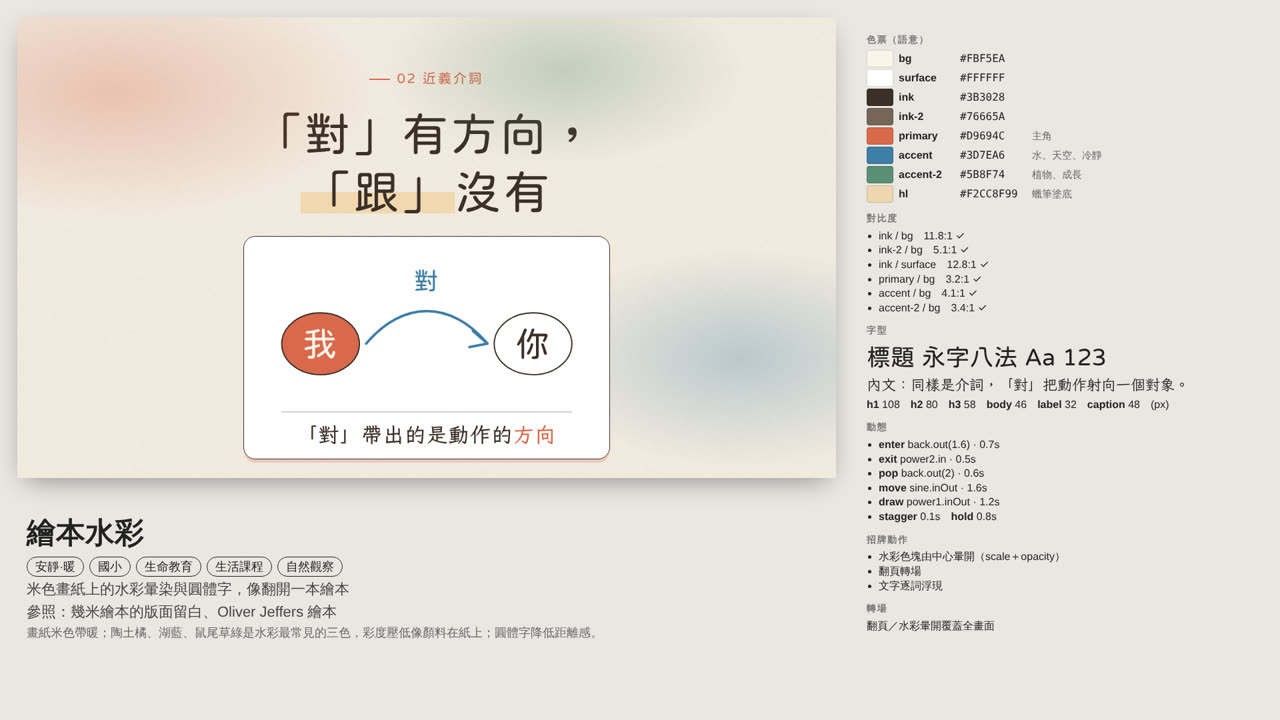 02 近義介詞
「對」有方向，
「跟」沒有
對
我
你
「對」帶出的是動作的方向
繪本水彩
安靜·暖 國小 生命教育 生活課程 自然觀察
米色畫紙上的水彩暈染與圓體字，像翻開一本繪本
參照：幾米繪本的版面留白、Oliver Jeffers 繪本
畫紙米色帶暖；陶土橘、湖藍、鼠尾草綠是水彩最常見的三色，彩度壓低像顏料在紙上；圓體字降低距離感。
色票（語意）
bg #FBF5EA
surface #FFFFFF
ink #3B3028
ink-2 #76665A
primary #D9694C 主角
accent #3D7EA6 水、天空、冷靜
accent-2 #5B8F74 植物、成長
hl #F2CC8F99 蠟筆塗底
對比度
ink / bg 11.8:1 ✓
ink-2 / bg 5.1:1 ✓
ink / surface 12.8:1 ✓
primary / bg 3.2:1 ✓
accent / bg 4.1:1 ✓
accent-2 / bg 3.4:1 ✓
字型
標題 永字八法 Aa 123
內文：同樣是介詞，「對」把動作射向一個對象。
h1 108 h2 80 h3 58 body 46 label 32 caption 48 (px)
動態
enter back.out(1.6) · 0.7s
exit power2.in · 0.5s
pop back.out(2) · 0.6s
move sine.inOut · 1.6s
draw power1.inOut · 1.2s
stagger 0.1s hold 0.8s
招牌動作
水彩色塊由中心暈開（scale＋opacity）
翻頁轉場
文字逐詞浮現
轉場
翻頁／水彩暈開覆蓋全畫面